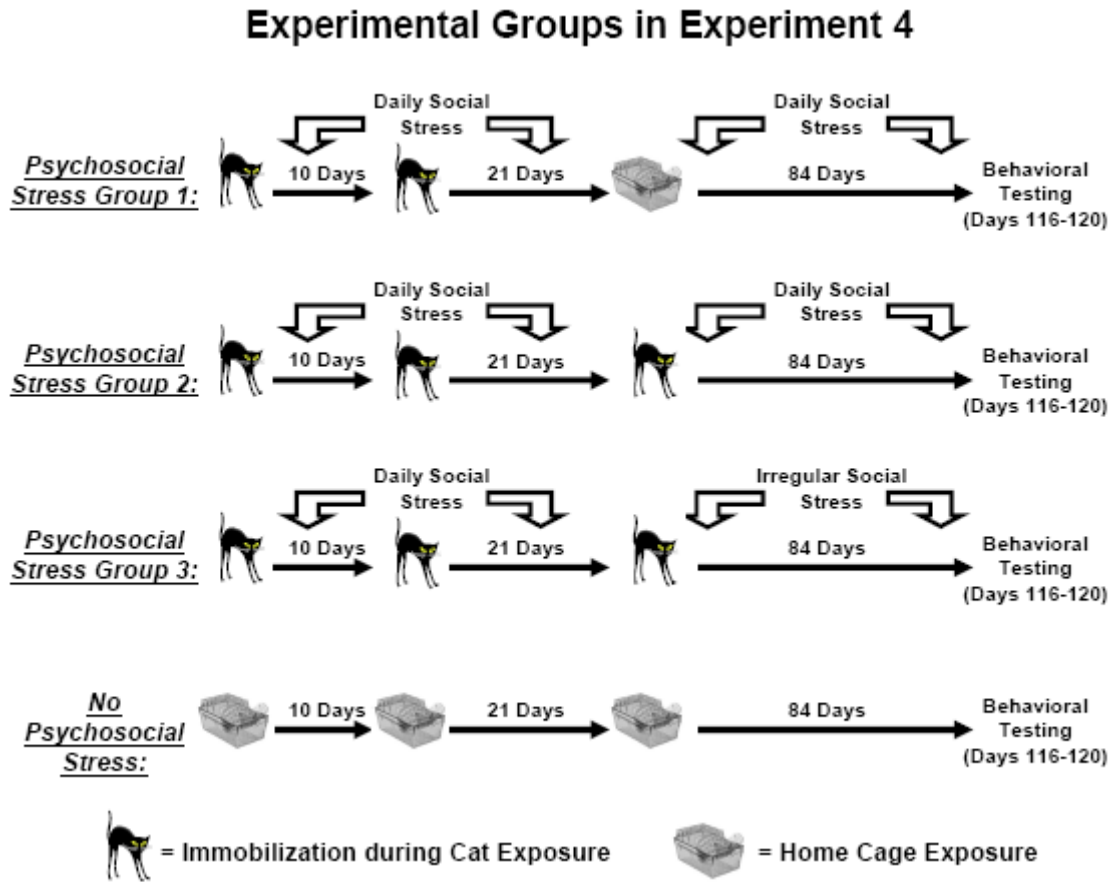 Experimental Groups in Experiment 4
Daily Social
Stress
Daily Social
Stress
Psychosocial
Stress Group 1:
10 Days
21 Days
84 Days
Behavioral
Testing
(Days 116-120)
Daily Social
Stress
Daily Social
Stress
Psychosocial
Stress Group 2:
10 Days
21 Days
84 Days
Behavioral
Testing
(Days 116-120)
Daily Social
Stress
Irregular Social
Stress
Psychosocial
Stress Group 3:
10 Days
21 Days
84 Days
Behavioral
Testing
(Days 116-120)
No
Psychosocial
Stress:
10 Days
21 Days
84 Days
Behavioral
Testing
(Days 116-120)
= Immobilization during Cat Exposure
= Home Cage Exposure